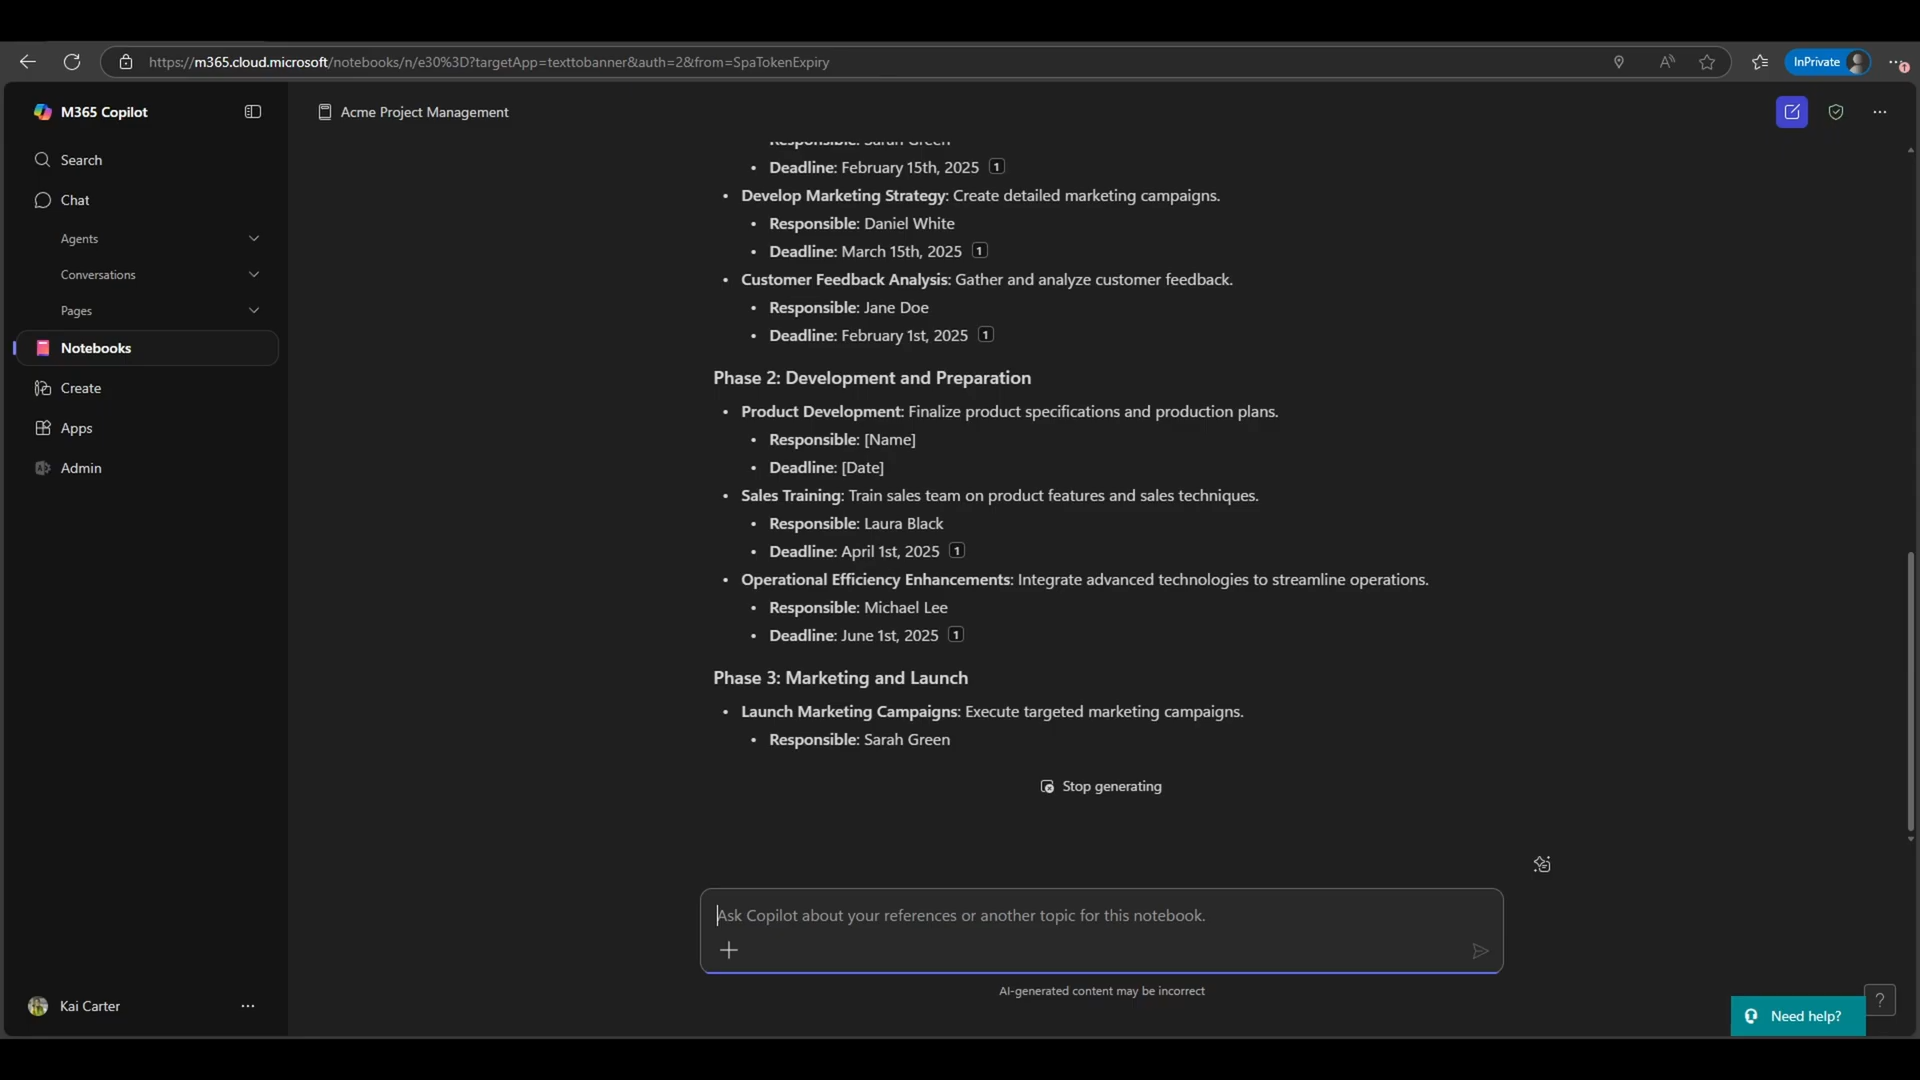 https://m365.cloud.microsoft/notebooks/n/e30%3D?targetApp=texttobanner&auth=2&from=SpaTokenExpiry
InPrivate
M365 Copilot
Search
Chat
Agents
Conversations
Pages
Notebooks
Create
Apps
Admin
Kai Carter
Acme Project Management
Responsible: Sarah Green
• Deadline: February 15th, 2025 1
• Develop Marketing Strategy: Create detailed marketing campaigns.
• Responsible: Daniel White
• Deadline: March 15th, 2025 1
• Customer Feedback Analysis: Gather and analyze customer feedback.
• Responsible: Jane Doe
• Deadline: February 1st, 2025 1
Phase 2: Development and Preparation
• Product Development: Finalize product specifications and production plans.
• Responsible: [Name]
• Deadline: [Date]
• Sales Training: Train sales team on product features and sales techniques.
• Responsible: Laura Black
• Deadline: April 1st, 2025 1
• Operational Efficiency Enhancements: Integrate advanced technologies to streamline operations.
• Responsible: Michael Lee
• Deadline: June 1st, 2025 1
Phase 3: Marketing and Launch
• Launch Marketing Campaigns: Execute targeted marketing campaigns.
• Responsible: Sarah Green
Stop generating
Ask Copilot about your references or another topic for this notebook.
AI-generated content may be incorrect
?
Need help?